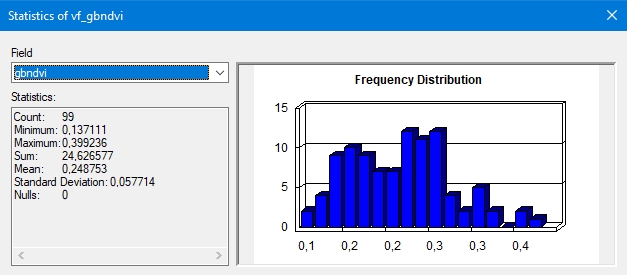 Statistics of vf_gbndvi
Field
gbndvi
Statistics:
Count: 99
Minimum: 0,137111
Maximum: 0,399236
Sum: 24,626577
Mean: 0,248753
Standard Deviation: 0,057714
Nulls: 0
Frequency Distribution
15
10
5
0
0,1 0,2 0,2 0,3 0,3 0,4